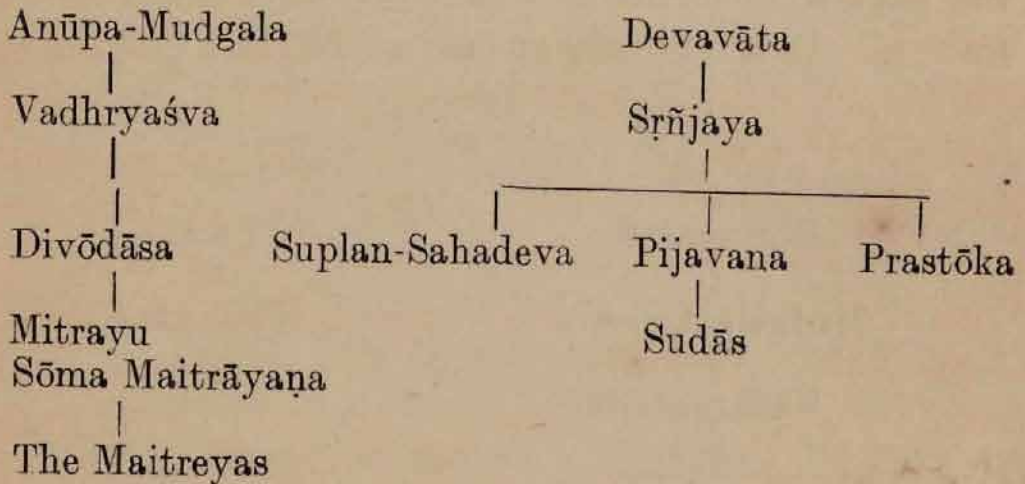 Anūpa-Mudgala Devavāta
Vadhryaśva Sṛñjaya
Divōdāsa Suplan-Sahadeva Pijavana Prastōka
Mitrayu Sudās
Sōma Maitrāyaṇa
The Maitreyas